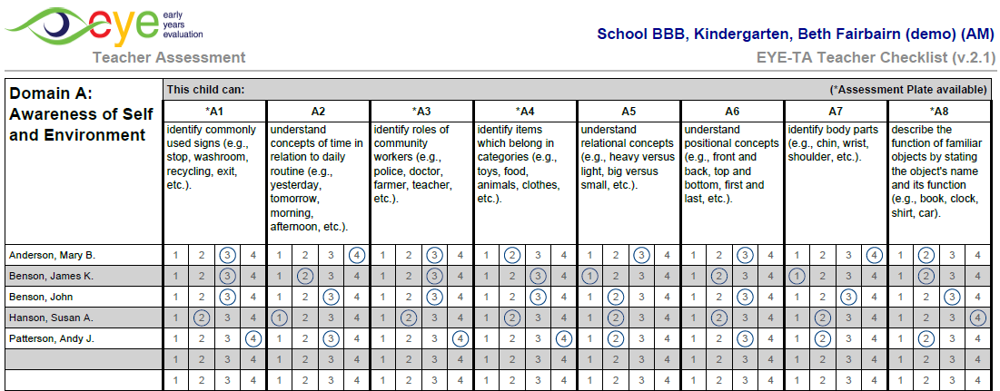 eye early
years
evaluation
School BBB, Kindergarten, Beth Fairbairn (demo) (AM)
Teacher Assessment
EYE-TA Teacher Checklist (v.2.1)
Domain A:
Awareness of Self
and Environment
This child can: (*Assessment Plate available)
*A1 A2 *A3 *A4 A5 A6 A7 *A8
identify commonly
used signs (e.g.,
stop, washroom,
recycling, exit,
etc.).
understand
concepts of time in
relation to daily
routine (e.g.,
yesterday,
tomorrow,
morning,
afternoon, etc.).
identify roles of
community
workers (e.g.,
police, doctor,
farmer, teacher,
etc.).
identify items
which belong in
categories (e.g.,
toys, food,
animals, clothes,
etc.).
understand
relational concepts
(e.g., heavy versus
light, big versus
small, etc.).
understand
positional concepts
(e.g., front and
back, top and
bottom, first and
last, etc.).
identify body parts
(e.g., chin, wrist,
shoulder, etc.).
describe the
function of familiar
objects by stating
the object's name
and its function
(e.g., book, clock,
shirt, car).
Anderson, Mary B. 1 2 3 4 1 2 3 4 1 2 3 4 1 2 3 4 1 2 3 4 1 2 3 4 1 2 3 4 1 2 3 4
Benson, James K. 1 2 3 4 1 2 3 4 1 2 3 4 1 2 3 4 1 2 3 4 1 2 3 4 1 2 3 4 1 2 3 4
Benson, John 1 2 3 4 1 2 3 4 1 2 3 4 1 2 3 4 1 2 3 4 1 2 3 4 1 2 3 4 1 2 3 4
Hanson, Susan A. 1 2 3 4 1 2 3 4 1 2 3 4 1 2 3 4 1 2 3 4 1 2 3 4 1 2 3 4 1 2 3 4
Patterson, Andy J. 1 2 3 4 1 2 3 4 1 2 3 4 1 2 3 4 1 2 3 4 1 2 3 4 1 2 3 4 1 2 3 4
1 2 3 4 1 2 3 4 1 2 3 4 1 2 3 4 1 2 3 4 1 2 3 4 1 2 3 4 1 2 3 4
1 2 3 4 1 2 3 4 1 2 3 4 1 2 3 4 1 2 3 4 1 2 3 4 1 2 3 4 1 2 3 4